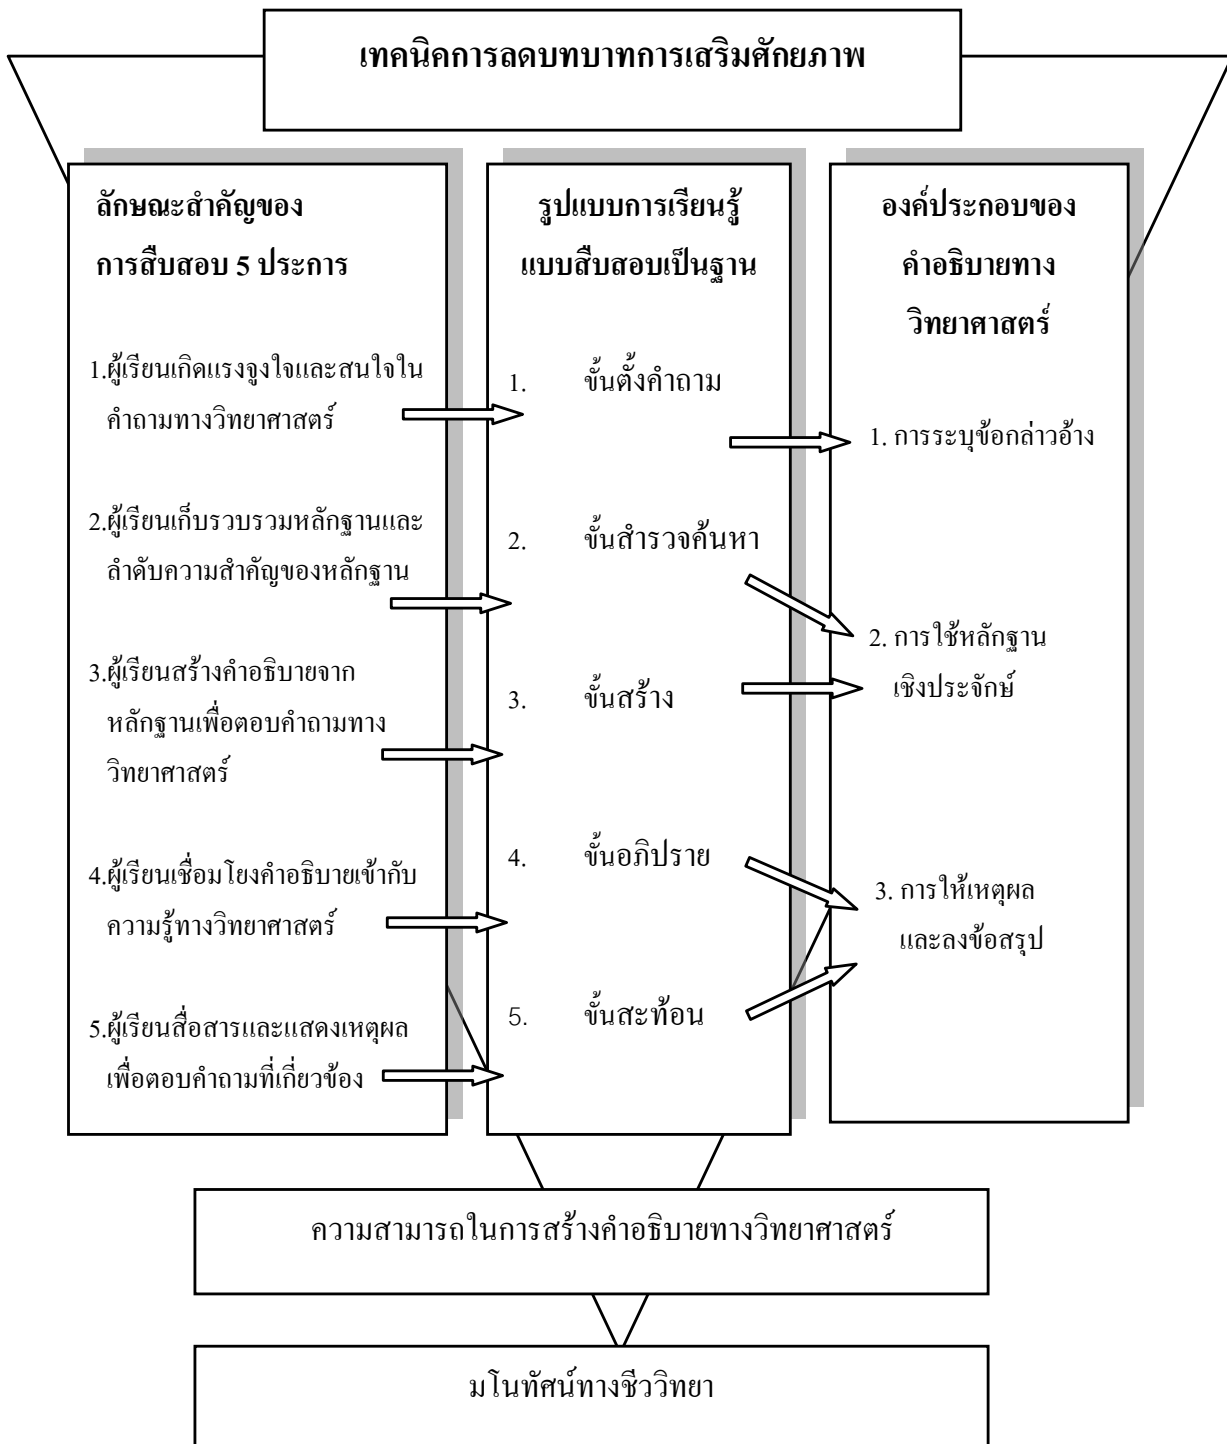 เทคนิคการลดบทบาทการเสริมศักยภาพ
ลักษณะสำคัญของ
การสืบสอบ 5 ประการ
1.ผู้เรียนเกิดแรงจูงใจและสนใจใน
คำถามทางวิทยาศาสตร์
2.ผู้เรียนเก็บรวบรวมหลักฐานและ
ลำดับความสำคัญของหลักฐาน
3.ผู้เรียนสร้างคำอธิบายจาก
หลักฐานเพื่อตอบคำถามทาง
วิทยาศาสตร์
4.ผู้เรียนเชื่อมโยงคำอธิบายเข้ากับ
ความรู้ทางวิทยาศาสตร์
5.ผู้เรียนสื่อสารและแสดงเหตุผล
เพื่อตอบคำถามที่เกี่ยวข้อง
รูปแบบการเรียนรู้
แบบสืบสอบเป็นฐาน
1. ขั้นตั้งคำถาม
2. ขั้นสำรวจค้นหา
3. ขั้นสร้าง
4. ขั้นอภิปราย
5. ขั้นสะท้อน
องค์ประกอบของ
คำอธิบายทาง
วิทยาศาสตร์
1. การระบุข้อกล่าวอ้าง
2. การใช้หลักฐาน
เชิงประจักษ์
3. การให้เหตุผล
และลงข้อสรุป
ความสามารถในการสร้างคำอธิบายทางวิทยาศาสตร์
มโนทัศน์ทางชีววิทยา